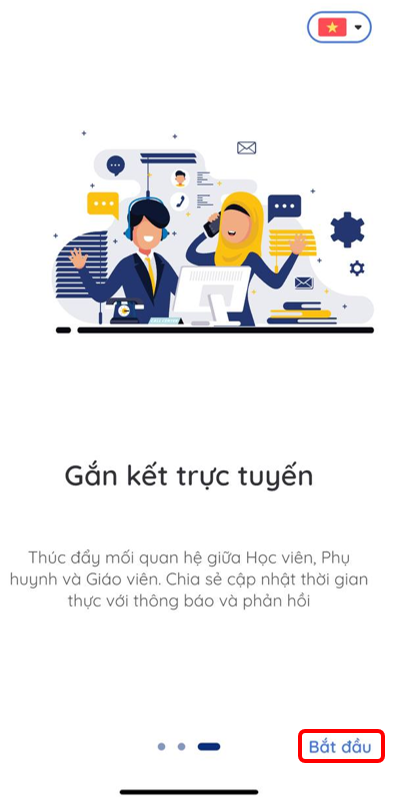 Gắn kết trực tuyến
Thúc đẩy mối quan hệ giữa Học viên, Phụ
huynh và Giáo viên. Chia sẻ cập nhật thời gian
thực với thông báo và phản hồi
Bắt đầu